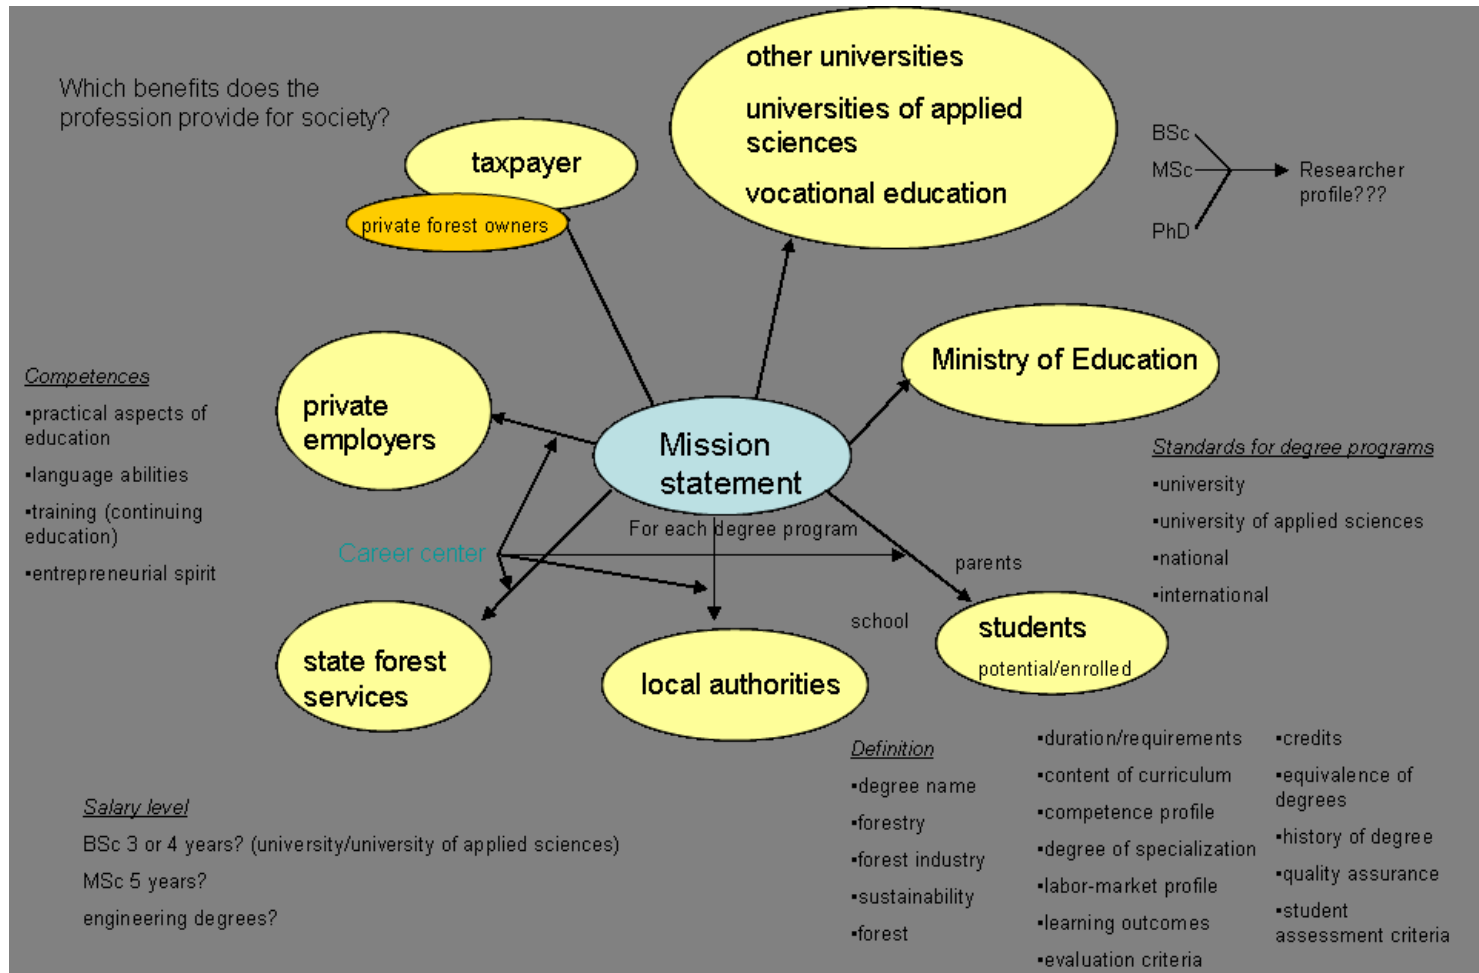 Which benefits does the
profession provide for society?
taxpayer
private forest owners
other universities
universities of applied
sciences
vocational education
BSc
MSc
PhD
Researcher
profile???
Ministry of Education
Competences
▪practical aspects of
education
▪language abilities
▪training (continuing
education)
▪entrepreneurial spirit
private
employers
Mission
statement
For each degree program
Career center
Standards for degree programs
▪university
▪university of applied sciences
▪national
▪international
parents
school
students
potential/enrolled
state forest
services
local authorities
Salary level
BSc 3 or 4 years? (university/university of applied sciences)
MSc 5 years?
engineering degrees?
Definition
▪degree name
▪forestry
▪forest industry
▪sustainability
▪forest
▪duration/requirements
▪content of curriculum
▪competence profile
▪degree of specialization
▪labor-market profile
▪learning outcomes
▪evaluation criteria
▪credits
▪equivalence of
degrees
▪history of degree
▪quality assurance
▪student
assessment criteria